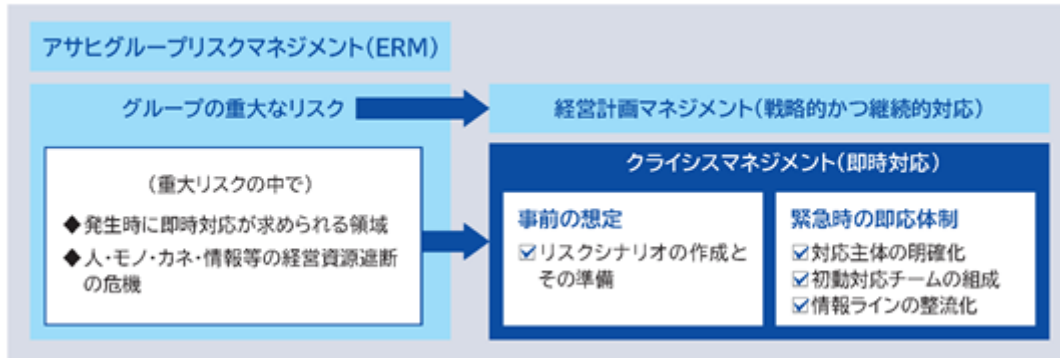 アサヒグループリスクマネジメント(ERM)
グループの重大なリスク
経営計画マネジメント(戦略的かつ継続的対応)
(重大リスクの中で)
◆発生時に即時対応が求められる領域
◆人・モノ・カネ・情報等の経営資源遮断
の危機
クライシスマネジメント(即時対応)
事前の想定
☑リスクシナリオの作成と
その準備
緊急時の即応体制
☑対応主体の明確化
☑初動対応チームの組成
☑情報ラインの整流化